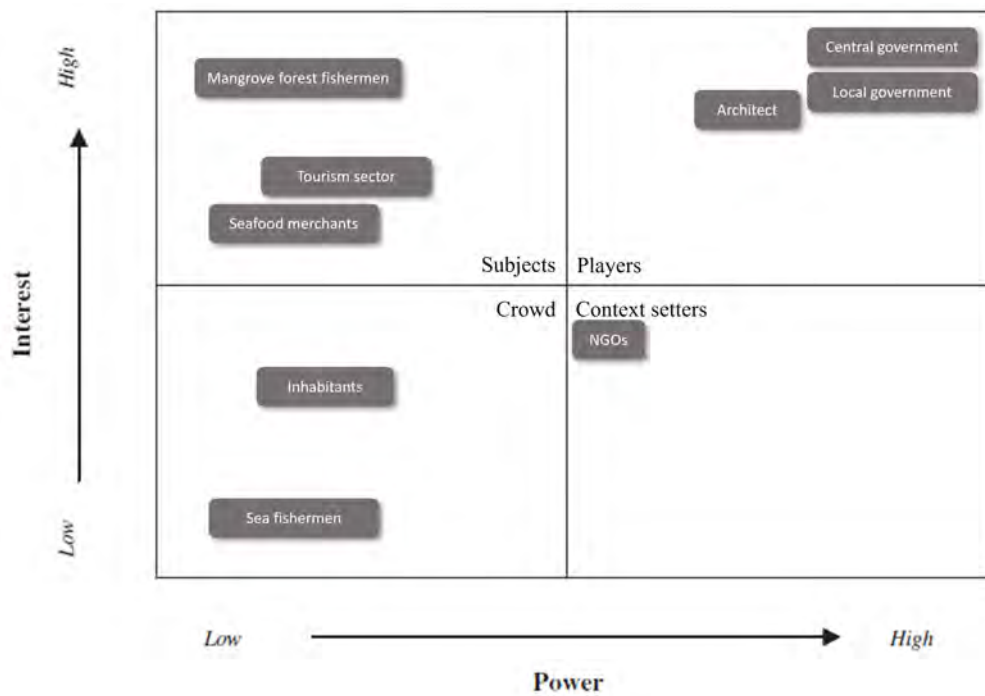 High
Mangrove forest fishermen
Central government
Local government
Architect
Tourism sector
Seafood merchants
Subjects
Players
Interest
Crowd
Context setters
NGOs
Inhabitants
Sea fishermen
Low
Low
High
Power